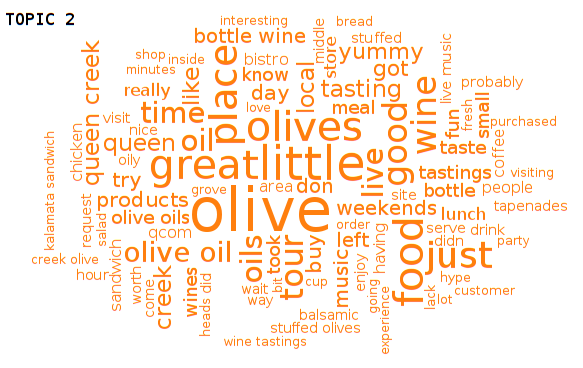 TOPIC 2
interesting
bread
bottle wine
middle
stuffed
shop
inside
bistro
store
yummy
live music
queen creek
minutes
know
got
probably
like
place
local
tasting
really
day
love
meal
wine
small
purchased
time
olives
good
fun
fresh
visit
nice
queen
oil
taste
coffee
chicken
oily
great
little
live
tastings
visiting
kalamata sandwich
try
grove
area
don
site
bottle
people
products
olive
weekends
lunch
tapenades
request
salad
olive oils
order
serve
drink
qcom
left
having
didn
party
sandwich
olive oil
oils
took
tour
buy
music
enjoy
food
just
creek olive
hour
worth
come
creek
wines
heads did
wait
bit
way
cup
going
experience
lack
hype
lot
customer
balsamic
stuffed olives
wine tastings